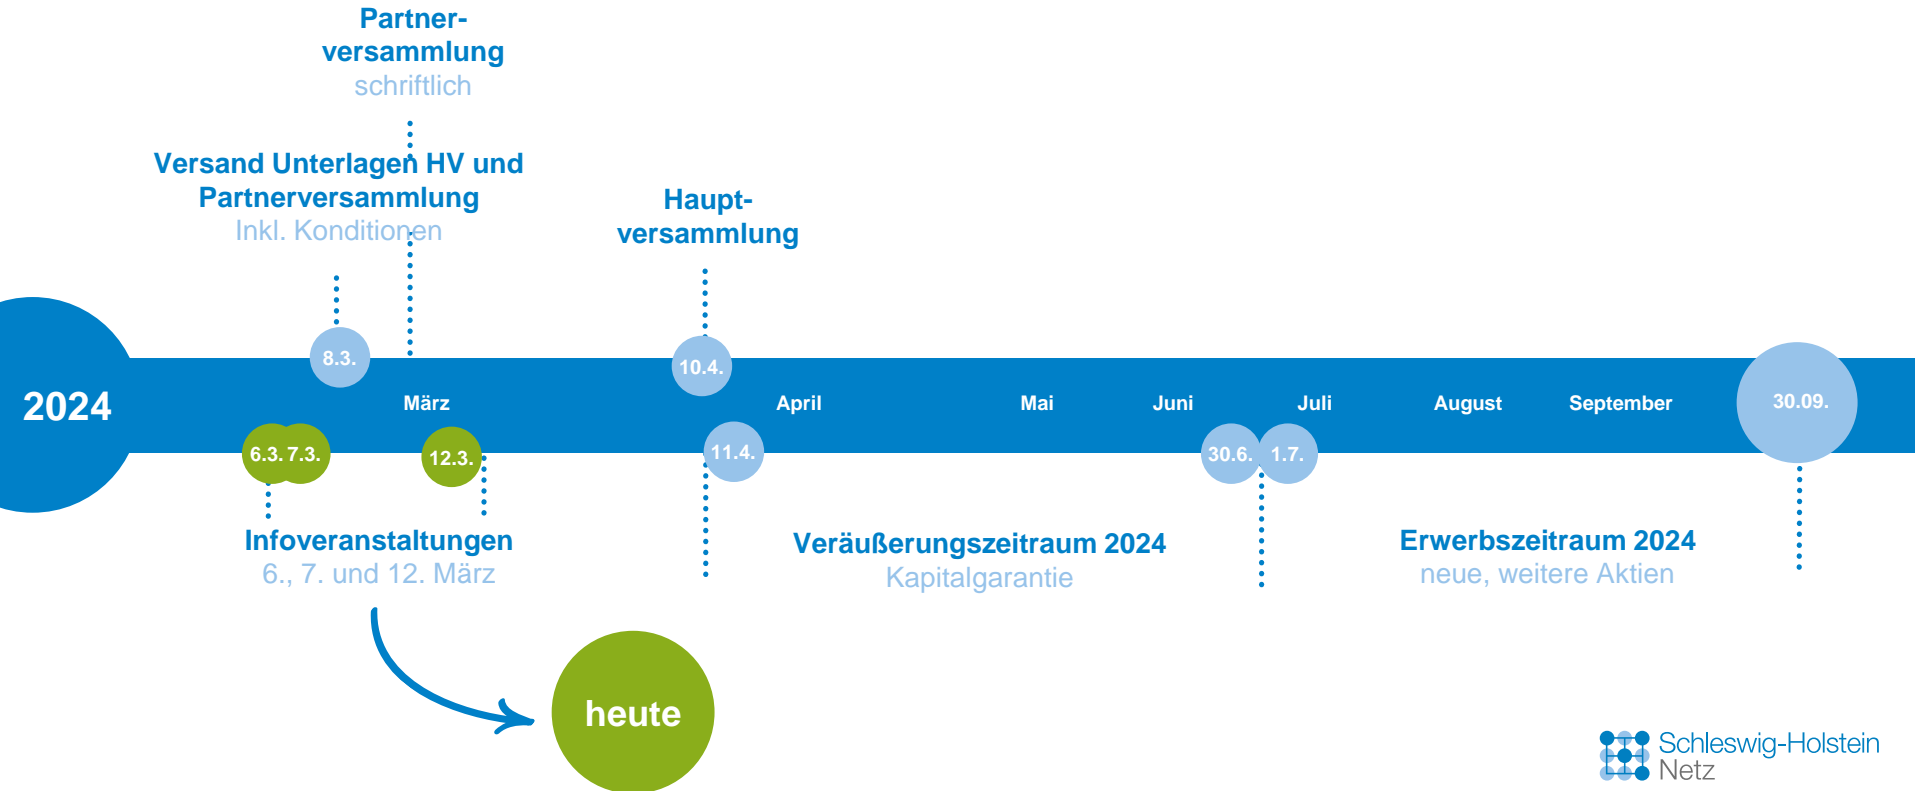 Partner-
versammlung
schriftlich
Versand Unterlagen HV und
Partnerversammlung
Inkl. Konditionen
Haupt-
versammlung
8.3.
10.4.
2024
März
April
Mai
Juni
Juli
August
September
30.09.
6.3. 7.3.
12.3.
11.4.
30.6.
1.7.
Infoveranstaltungen
6., 7. und 12. März
Veräußerungszeitraum 2024
Kapitalgarantie
Erwerbszeitraum 2024
neue, weitere Aktien
heute
Schleswig-Holstein
Netz